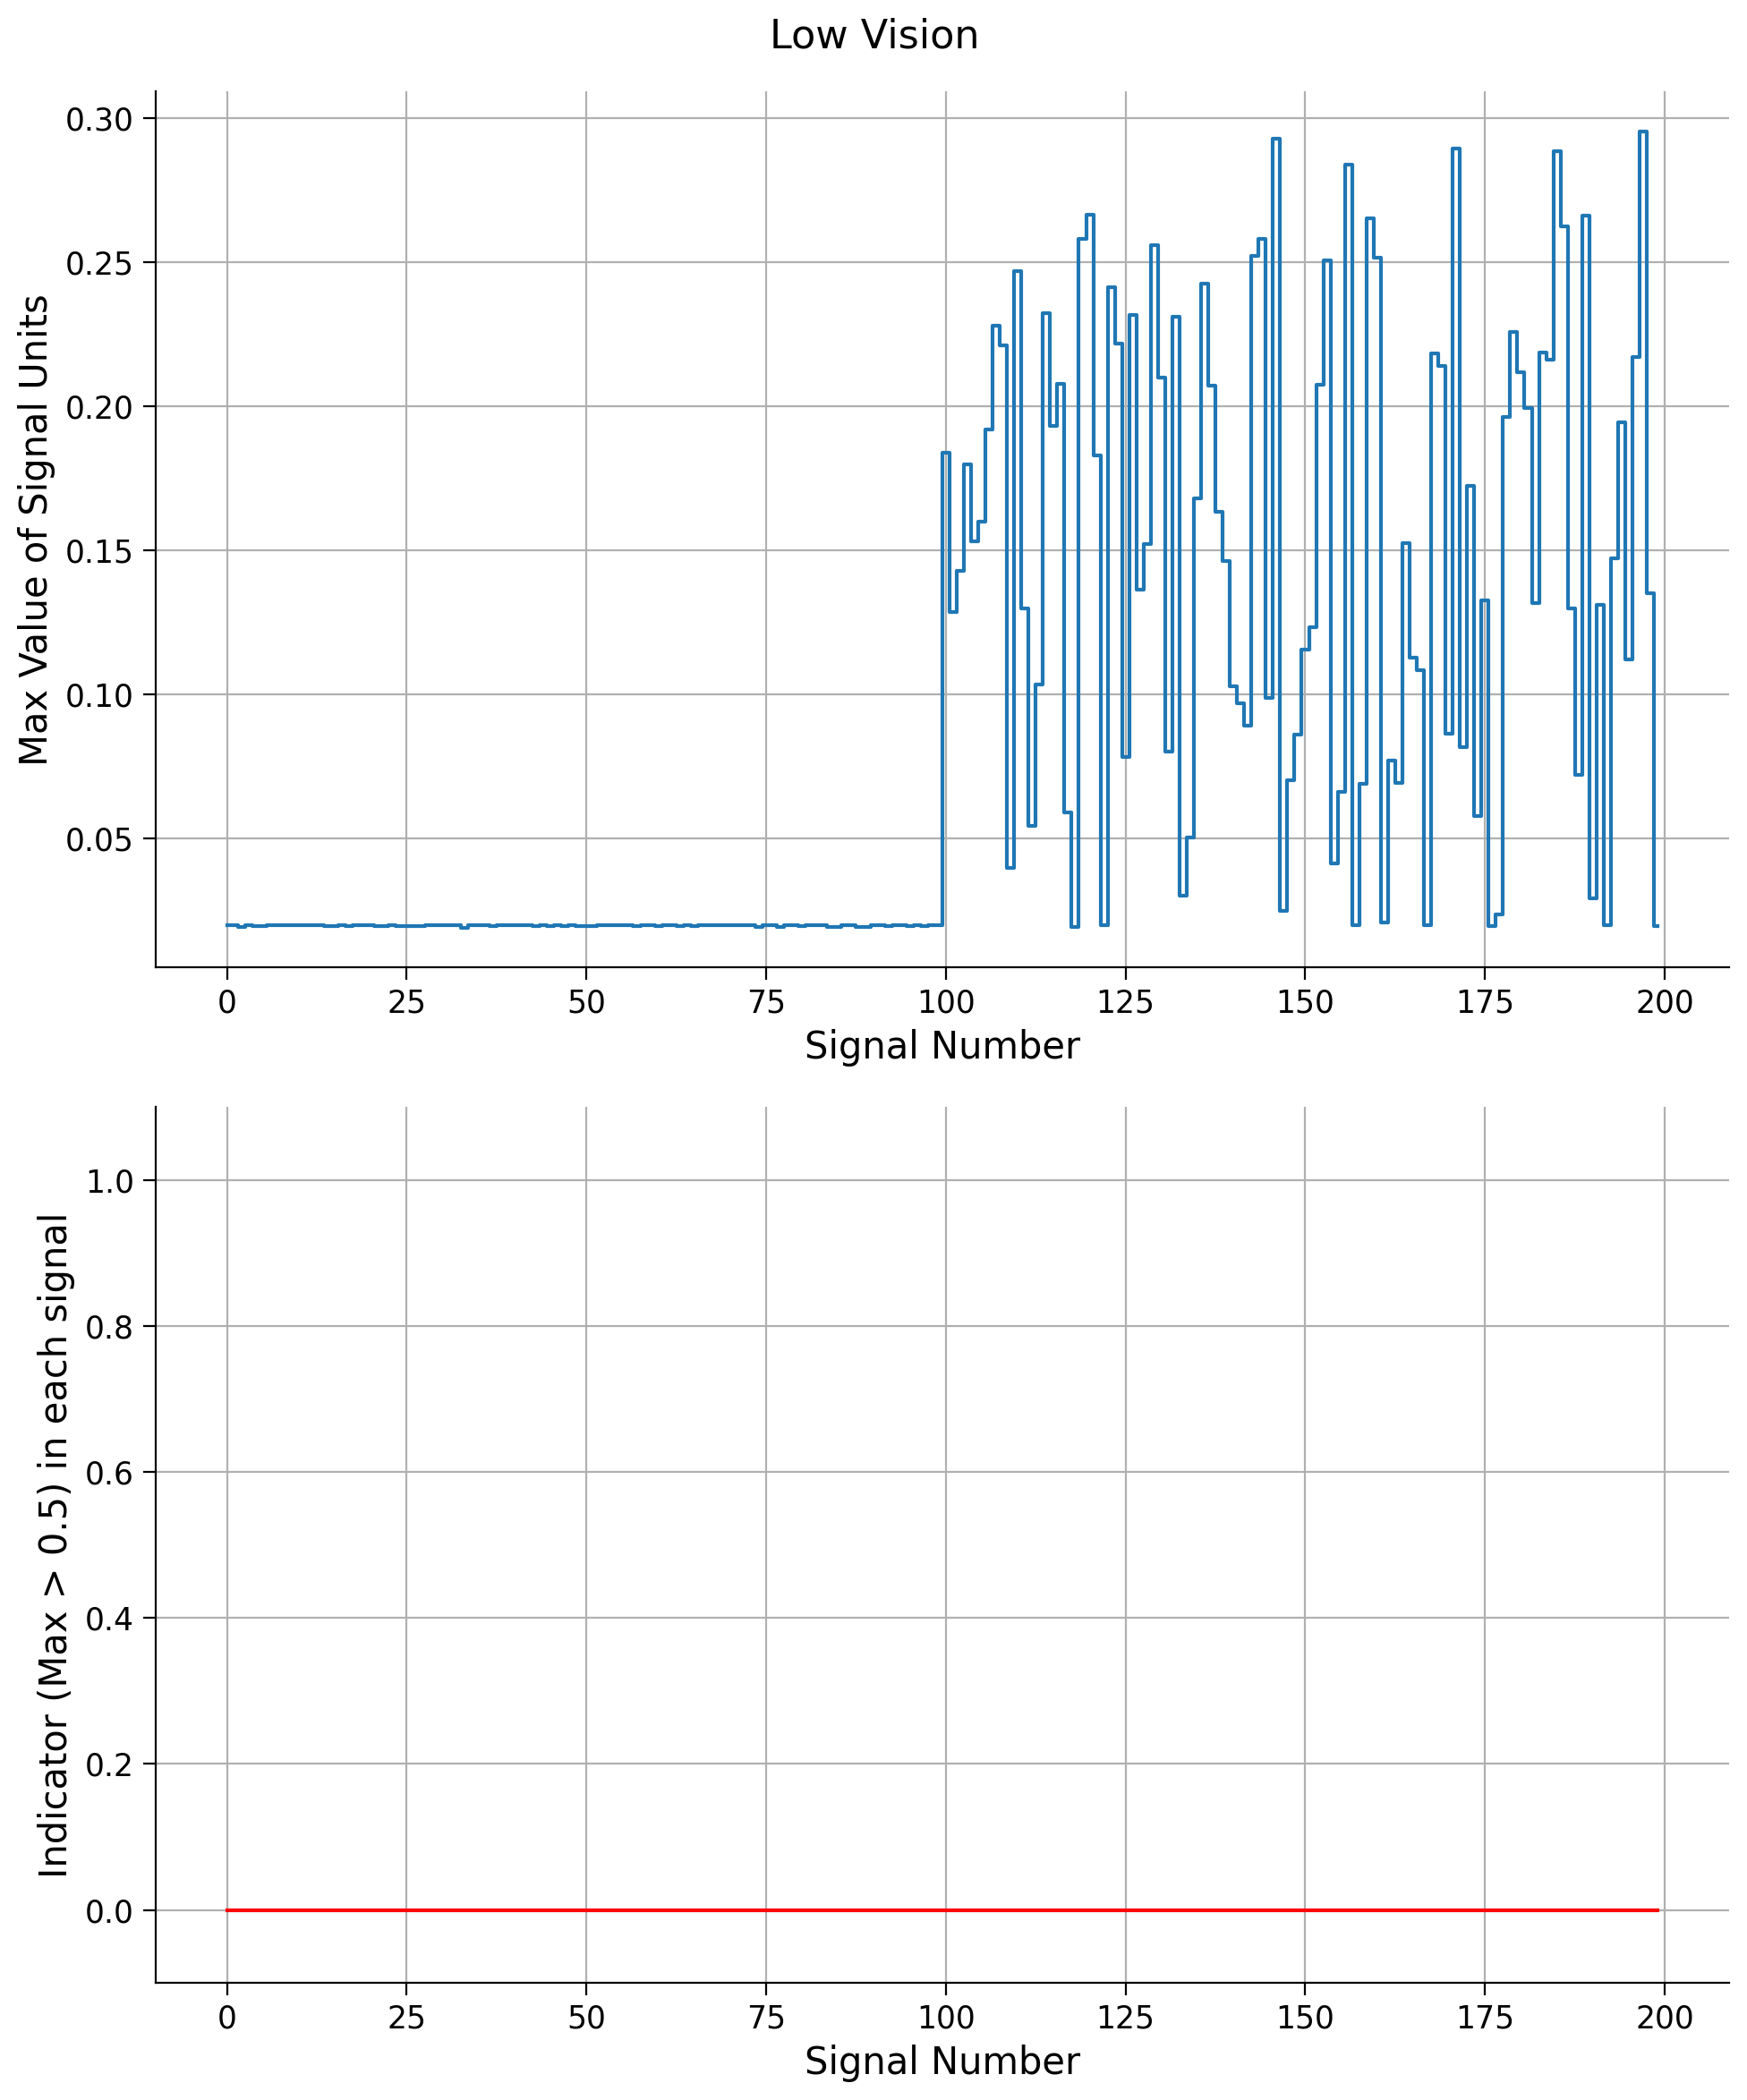 Low Vision
Max Value of Signal Units
0.30
0.25
0.20
0.15
0.10
0.05
0 25 50 75 100 125 150 175 200
Signal Number
Indicator (Max > 0.5) in each signal
1.0
0.8
0.6
0.4
0.2
0.0
0 25 50 75 100 125 150 175 200
Signal Number